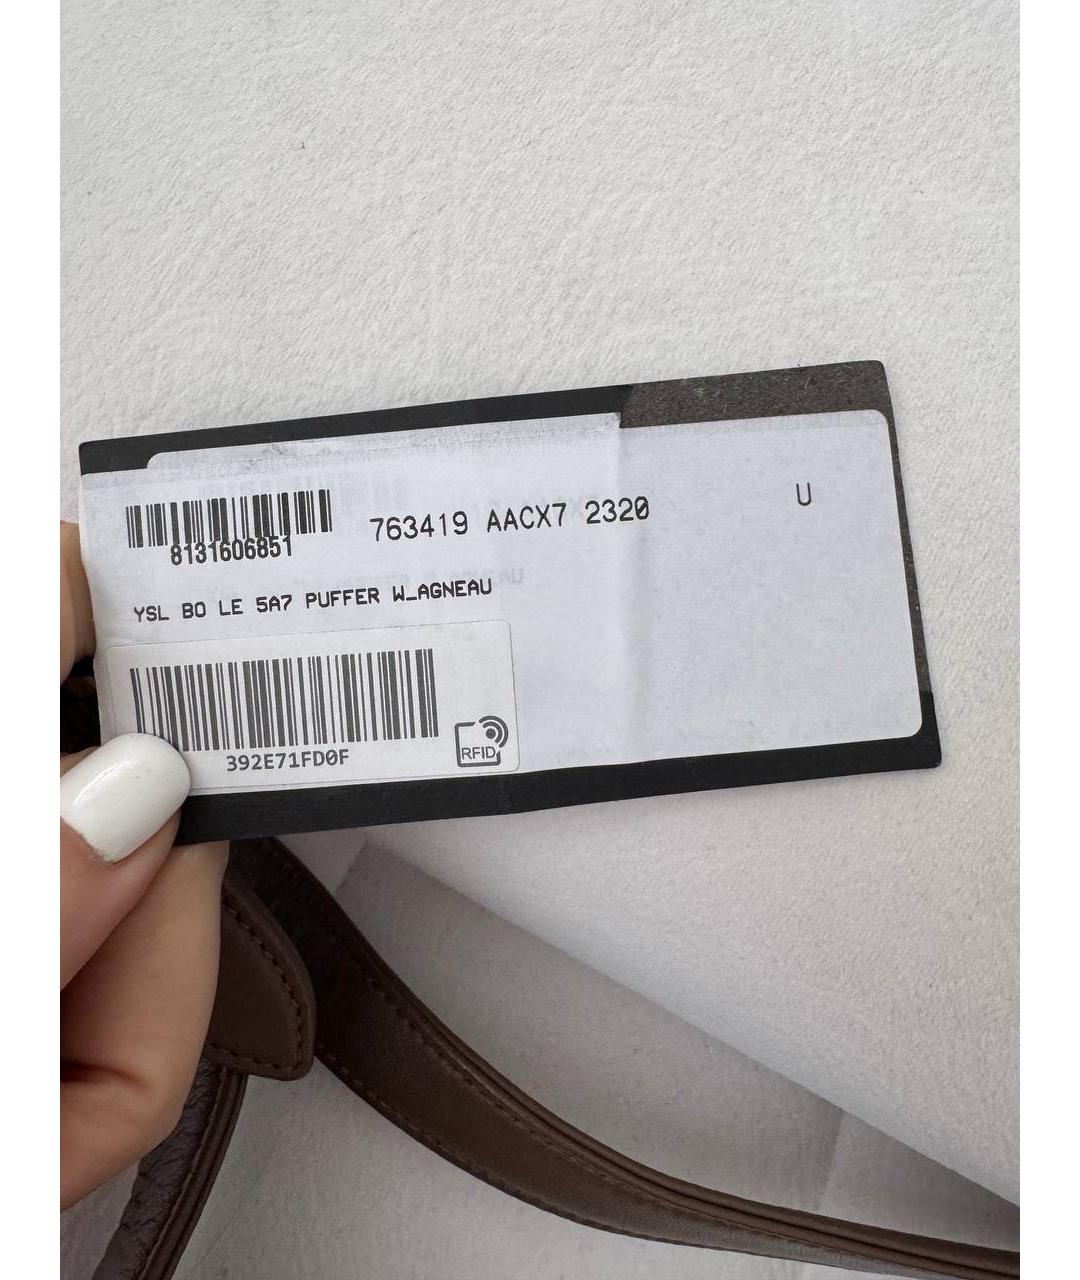 763419 AACX7 2320
U
8131606851
YSL BO LE 5A7 PUFFER W_AGNEAU
392E71FD0F
RFID